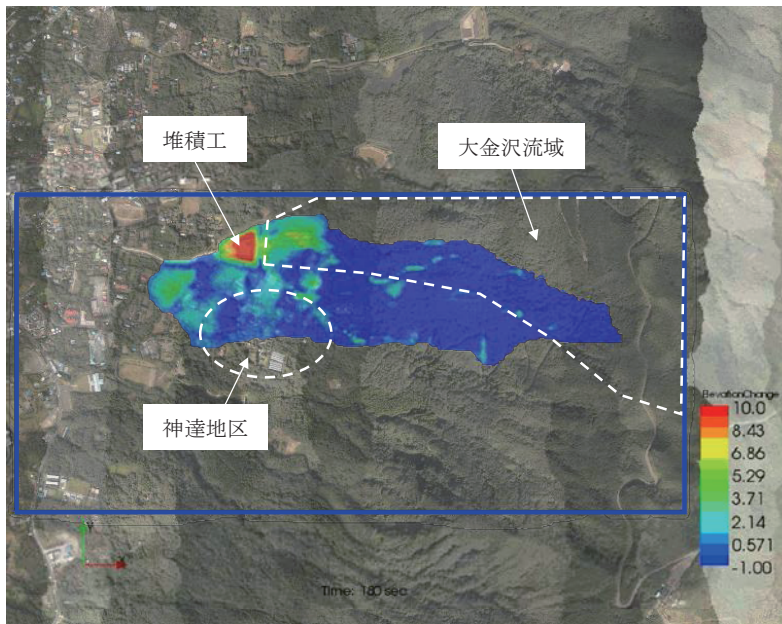 堆積工
大金沢流域
神達地区
ElevationChange
10.0
8.43
6.86
5.29
3.71
2.14
0.571
-1.00
Y
X
Time: 180 sec